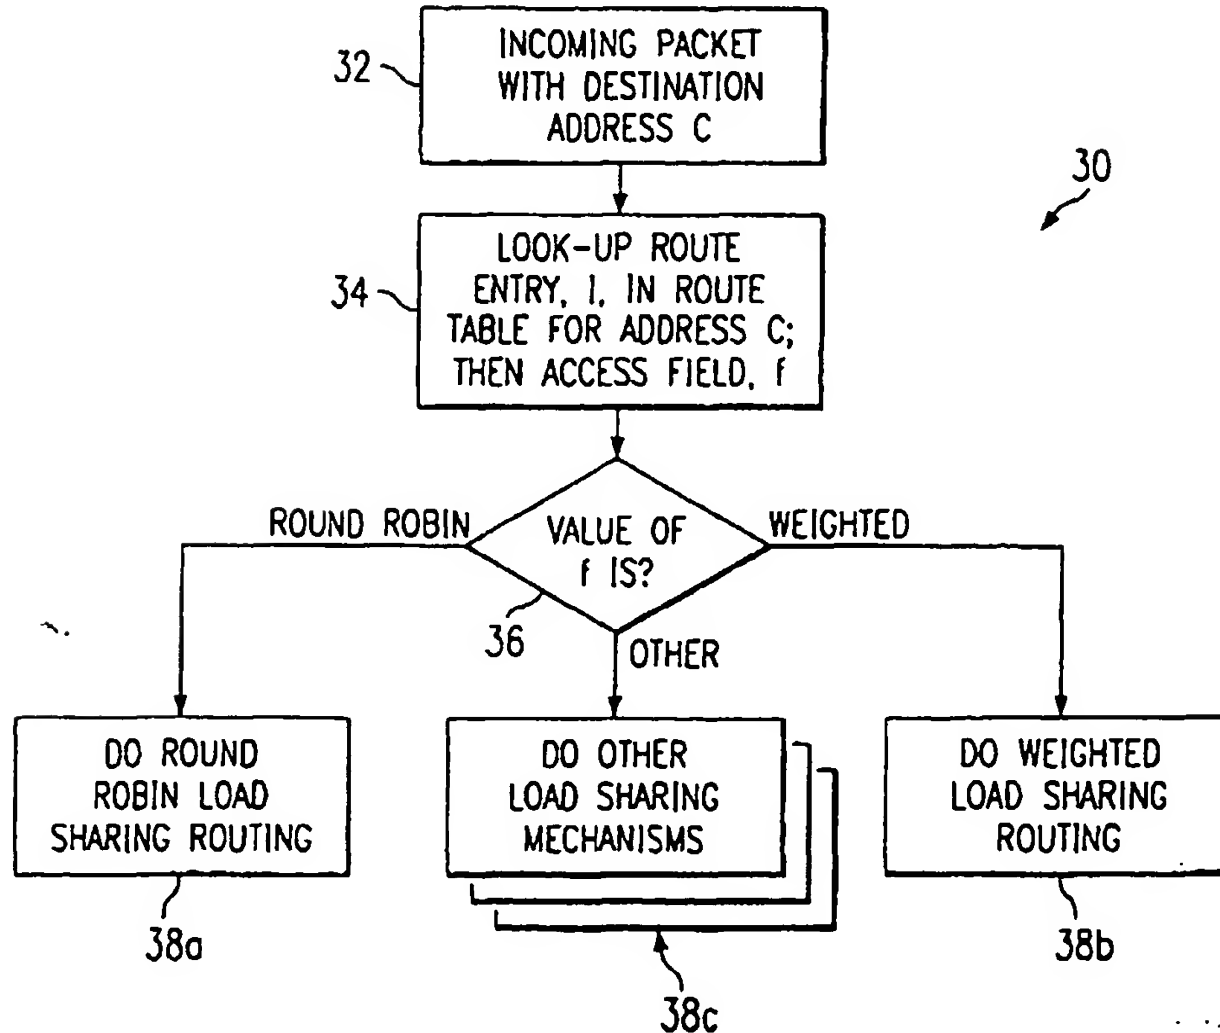 INCOMING PACKET
WITH DESTINATION
ADDRESS C
32
30
LOOK-UP ROUTE
ENTRY, I, IN ROUTE
TABLE FOR ADDRESS C;
THEN ACCESS FIELD, f
34
ROUND ROBIN
VALUE OF
f IS?
WEIGHTED
36
OTHER
DO ROUND
ROBIN LOAD
SHARING ROUTING
DO OTHER
LOAD SHARING
MECHANISMS
DO WEIGHTED
LOAD SHARING
ROUTING
38a
38c
38b